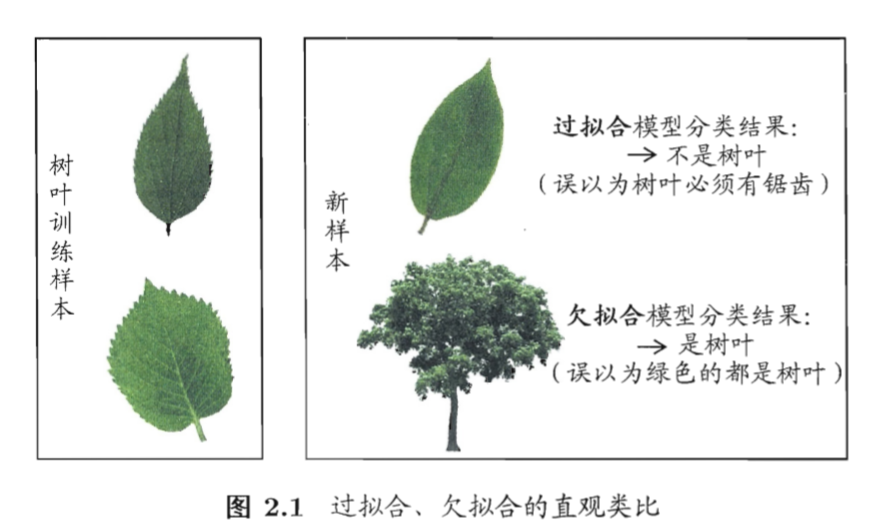 树叶训练样本
新样本
过拟合模型分类结果:
→ 不是树叶
(误以为树叶必须有锯齿)
欠拟合模型分类结果:
→ 是树叶
(误以为绿色的都是树叶)
图 2.1 过拟合、欠拟合的直观类比